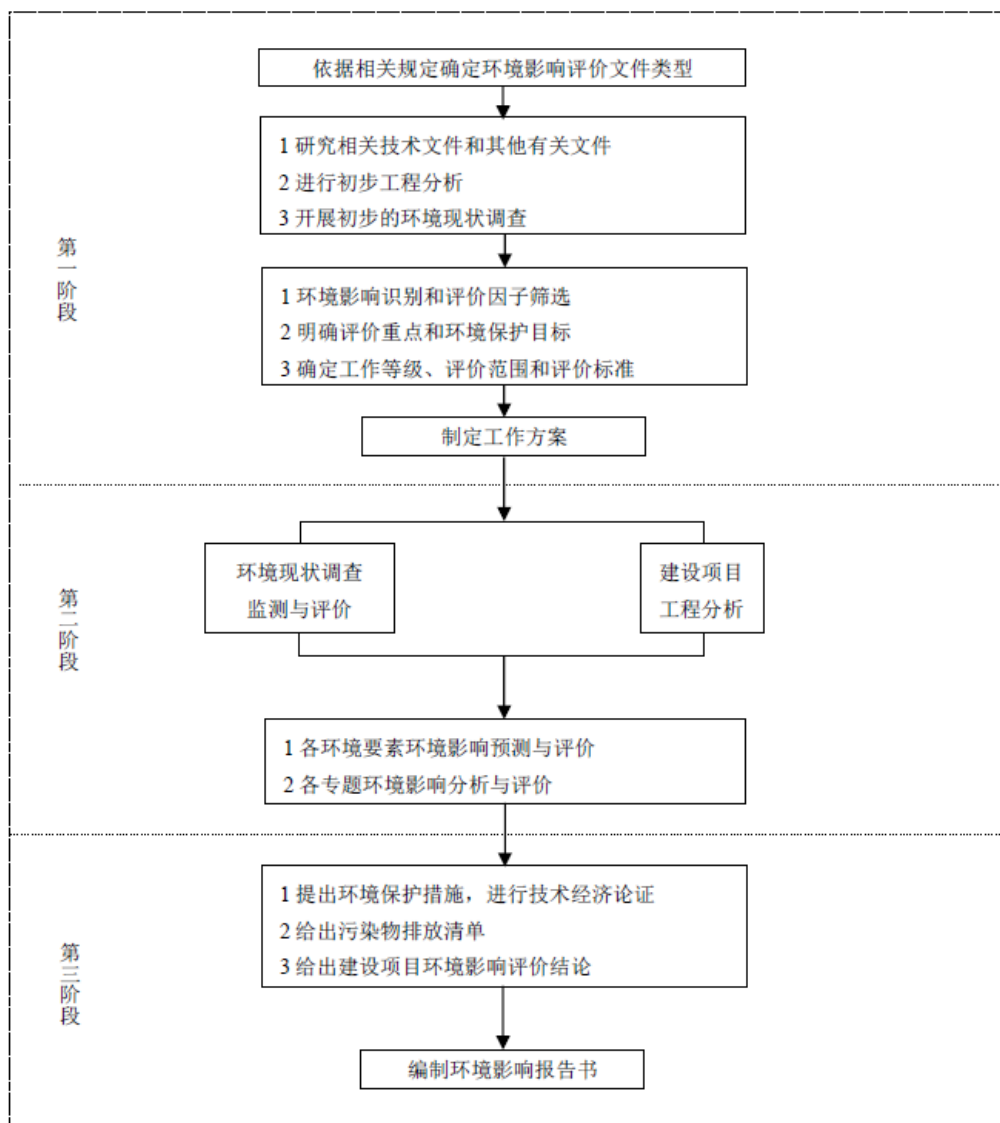 依据相关规定确定环境影响评价文件类型
1 研究相关技术文件和其他有关文件
2 进行初步工程分析
3 开展初步的环境现状调查
第一阶段
1 环境影响识别和评价因子筛选
2 明确评价重点和环境保护目标
3 确定工作等级、评价范围和评价标准
制定工作方案
第二阶段
环境现状调查
监测与评价
建设项目
工程分析
1 各环境要素环境影响预测与评价
2 各专题环境影响分析与评价
第三阶段
1 提出环境保护措施，进行技术经济论证
2 给出污染物排放清单
3 给出建设项目环境影响评价结论
编制环境影响报告书